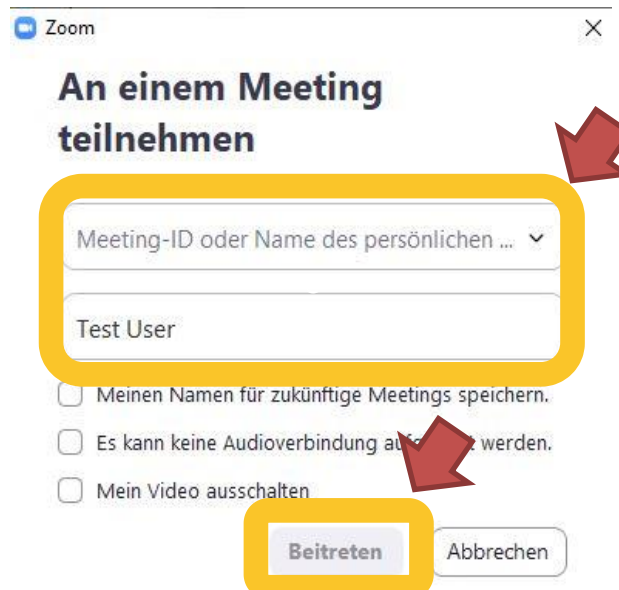 Zoom
An einem Meeting
teilnehmen
Meeting-ID oder Name des persönlichen ...
Test User
Meinen Namen für zukünftige Meetings speichern.
Es kann keine Audioverbindung werden.
Mein Video ausschalten
Beitreten Abbrechen